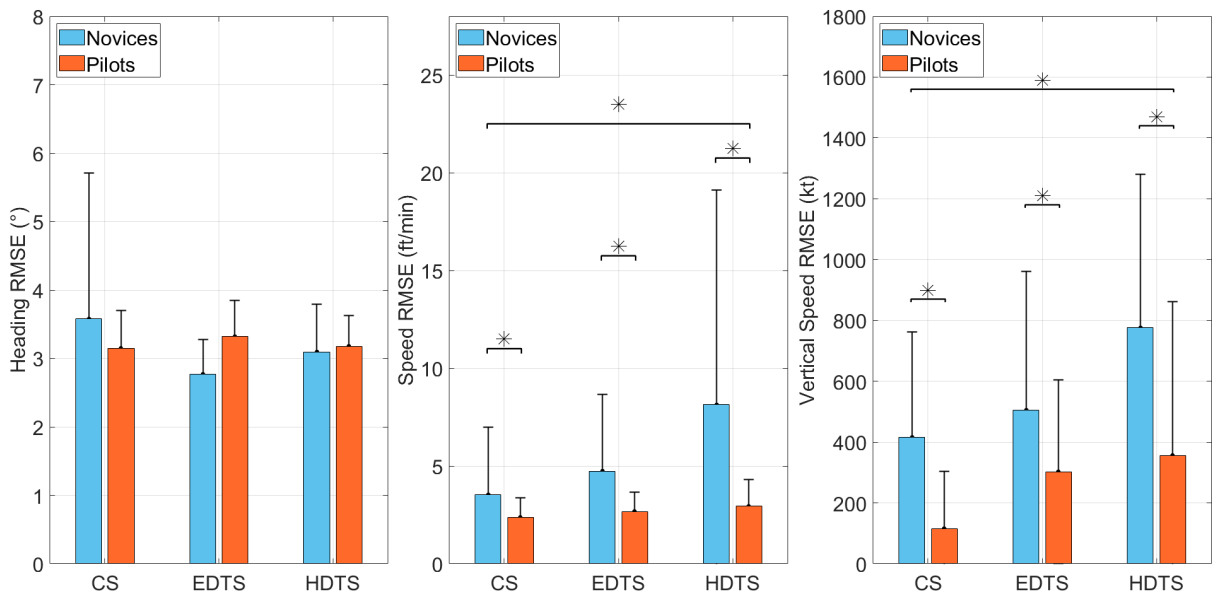 Heading RMSE (°)
8
7
6
5
4
3
2
1
0
Novices
Pilots
CS EDTS HDTS
Speed RMSE (ft/min)
25
20
15
10
5
0
Novices
Pilots
CS EDTS HDTS
Vertical Speed RMSE (kt)
1800
1600
1400
1200
1000
800
600
400
200
0
Novices
Pilots
CS EDTS HDTS